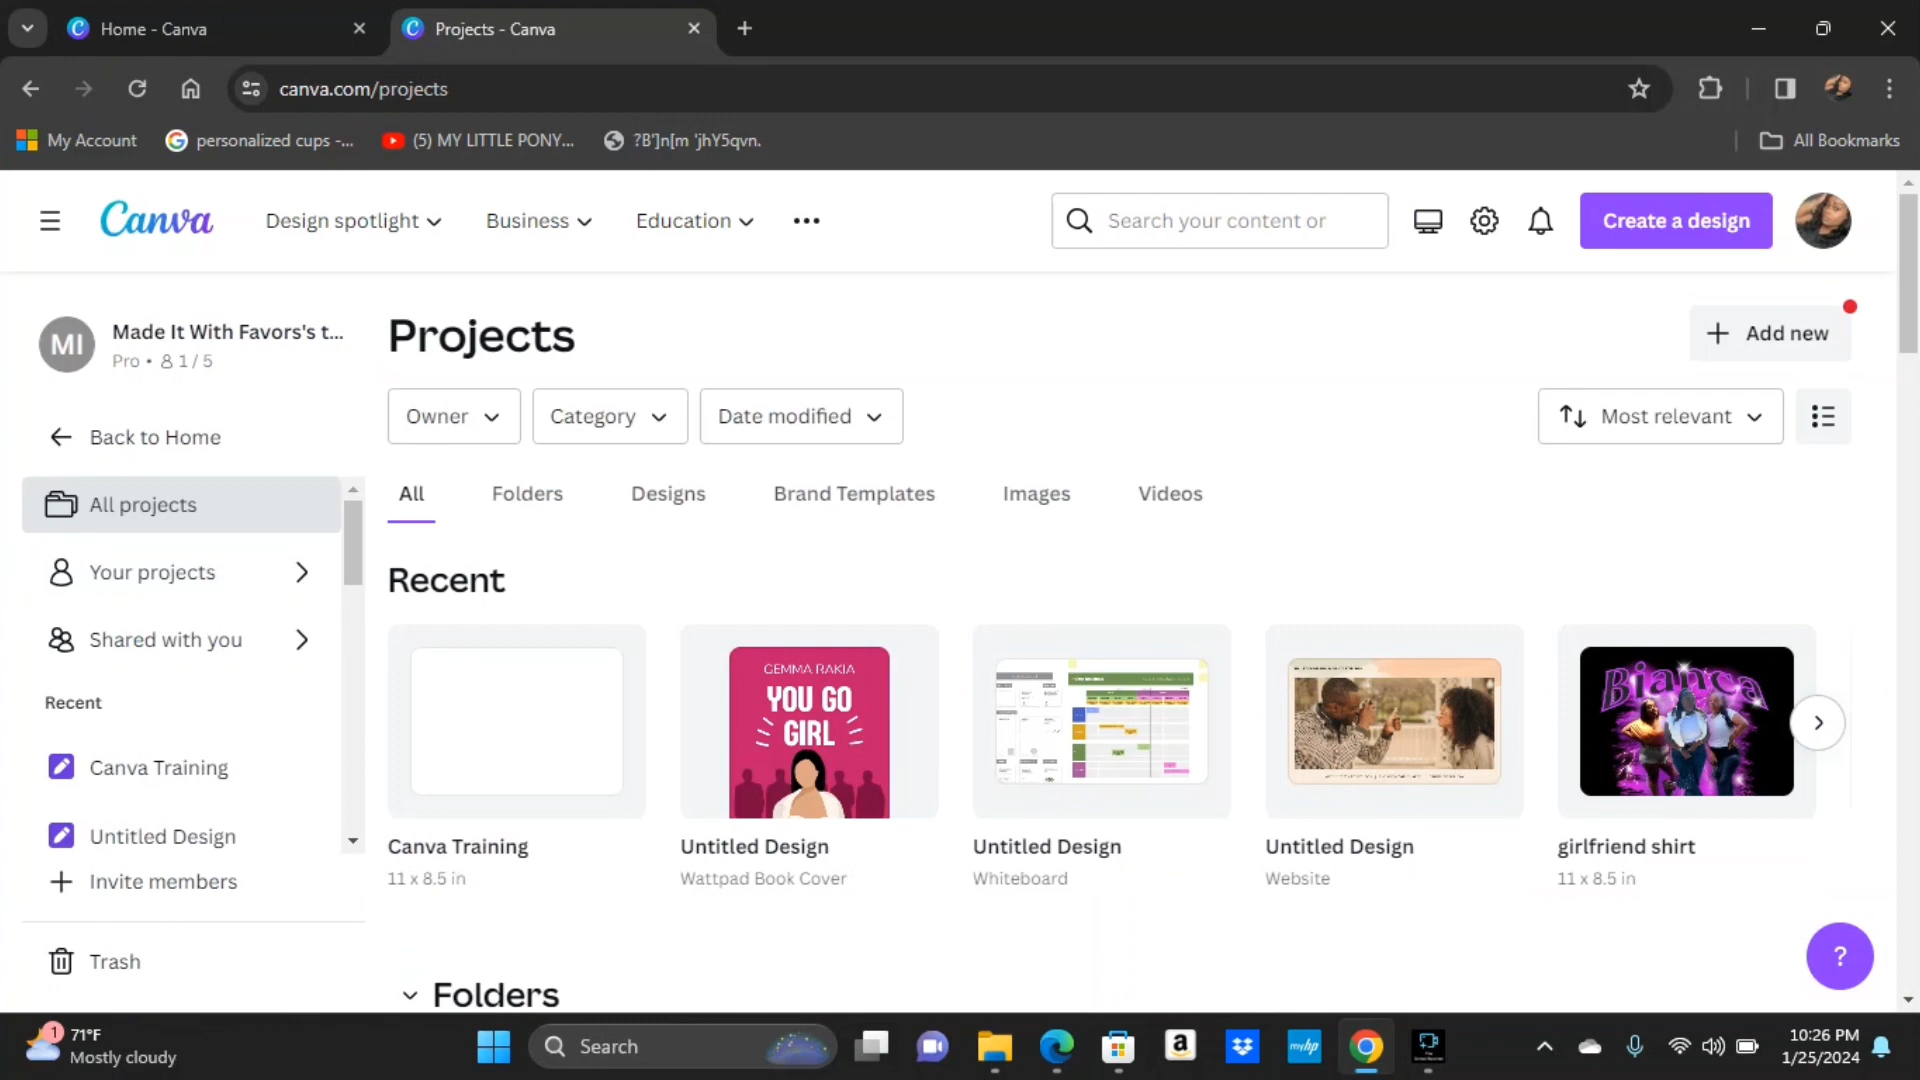 Home - Canva
Projects - Canva
canva.com/projects
My Account
personalized cups -...
(5) MY LITTLE PONY...
?B']n[m 'jhY5qvn.
All Bookmarks
Canva
Design spotlight
Business
Education
Search your content or
Create a design
MI
Made It With Favors's t...
Pro • 1 / 5
Projects
Add new
Back to Home
Owner
Category
Date modified
Most relevant
All projects
All
Folders
Designs
Brand Templates
Images
Videos
Your projects
Recent
Shared with you
Recent
GEMMA RAKIA
YOU GO
GIRL
Bianca
Canva Training
Untitled Design
Canva Training
11 x 8.5 in
Untitled Design
Wattpad Book Cover
Untitled Design
Whiteboard
Untitled Design
Website
girlfriend shirt
11 x 8.5 in
Invite members
Trash
?
Folders
1
71°F
Mostly cloudy
Search
a
myhp
10:26 PM
1/25/2024